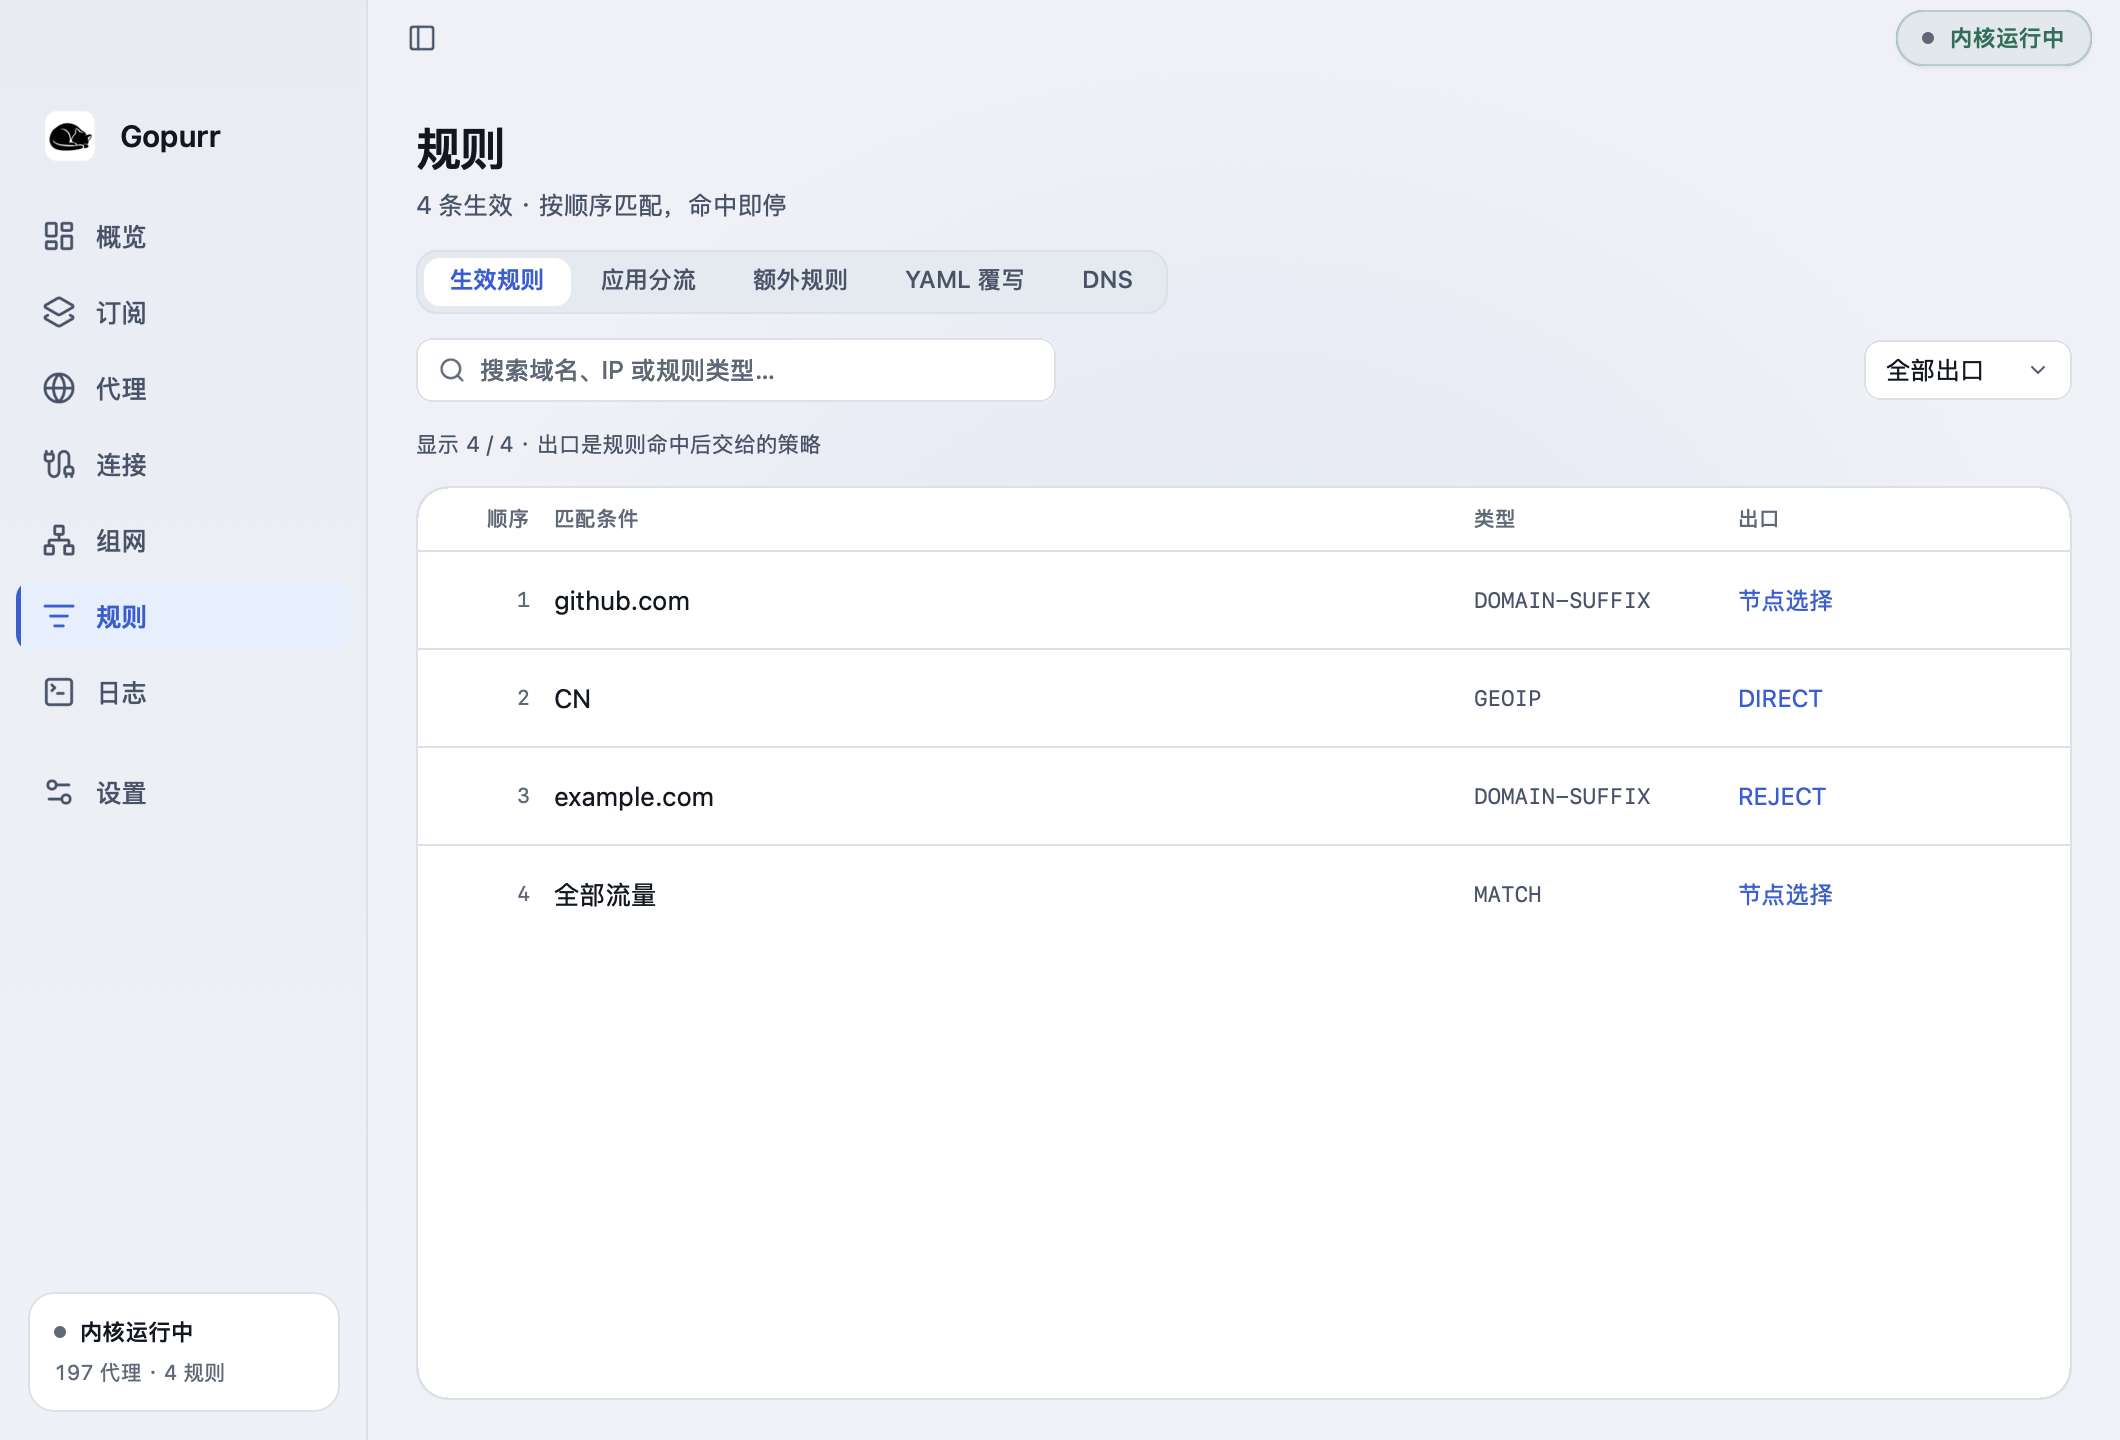 内核运行中
Gopurr
概览
订阅
代理
连接
组网
规则
日志
设置
内核运行中
197 代理 · 4 规则
规则
4 条生效 · 按顺序匹配，命中即停
生效规则 应用分流 额外规则 YAML 覆写 DNS
搜索域名、IP 或规则类型...
全部出口
显示 4 / 4 · 出口是规则命中后交给的策略
顺序 匹配条件 类型 出口
1 github.com DOMAIN-SUFFIX 节点选择
2 CN GEOIP DIRECT
3 example.com DOMAIN-SUFFIX REJECT
4 全部流量 MATCH 节点选择